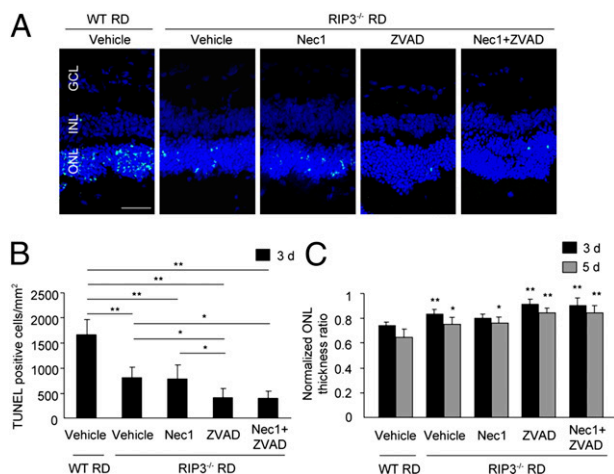 A
WT RD
RIP3-/- RD
Vehicle
Vehicle
Nec1
ZVAD
Nec1+ZVAD
GCL
INL
ONL
B
3 d
**
**
**
**
*
*
*
TUNEL positive cells/mm²
2500
2000
1500
1000
500
0
Vehicle
Vehicle
Nec1
ZVAD
Nec1+
ZVAD
WT RD
RIP3-/- RD
C
3 d
5 d
**
*
*
**
**
**
**
Normalized ONL
thickness ratio
1
0.8
0.6
0.4
0.2
0
Vehicle
Vehicle
Nec1
ZVAD
Nec1+
ZVAD
WT RD
RIP3-/- RD